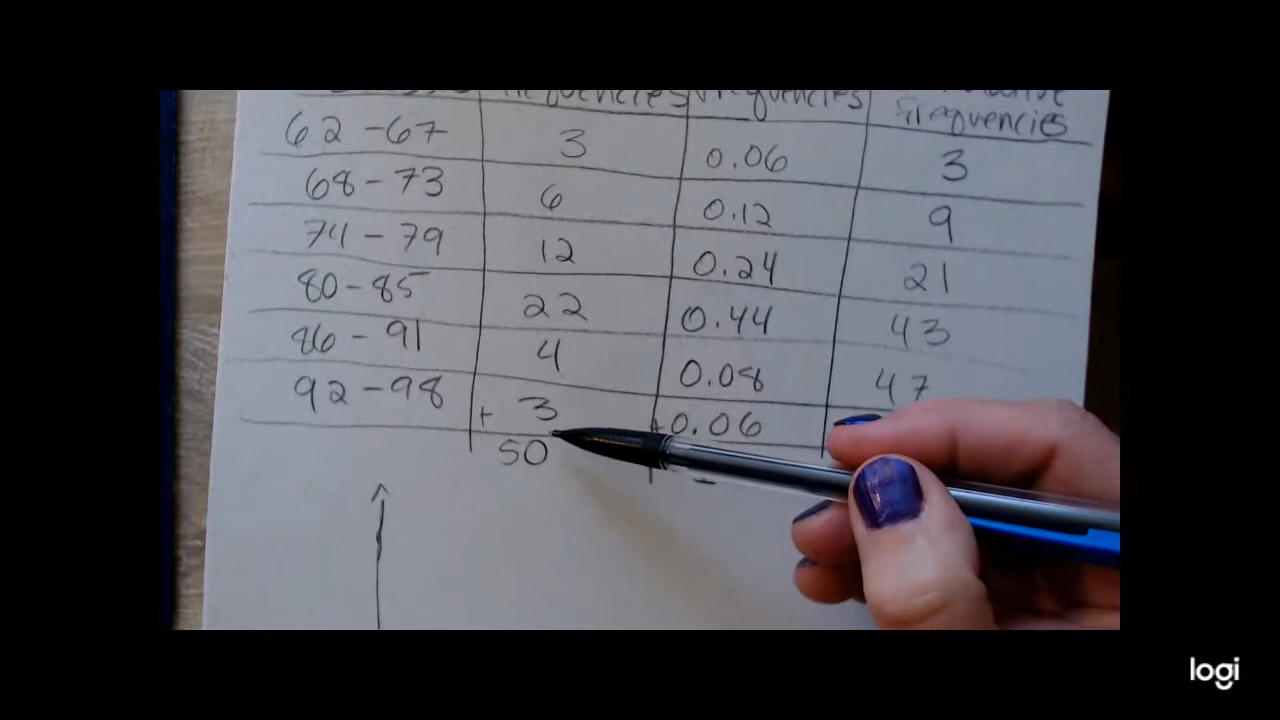 frequencies frequencies
Frequencies
62-67 3 0.06 3
68-73 6 0.12 9
74-79 12 0.24 21
80-85 22 0.44 43
86-91 4 0.08 47
92-98 + 3 +0.06
50
logi